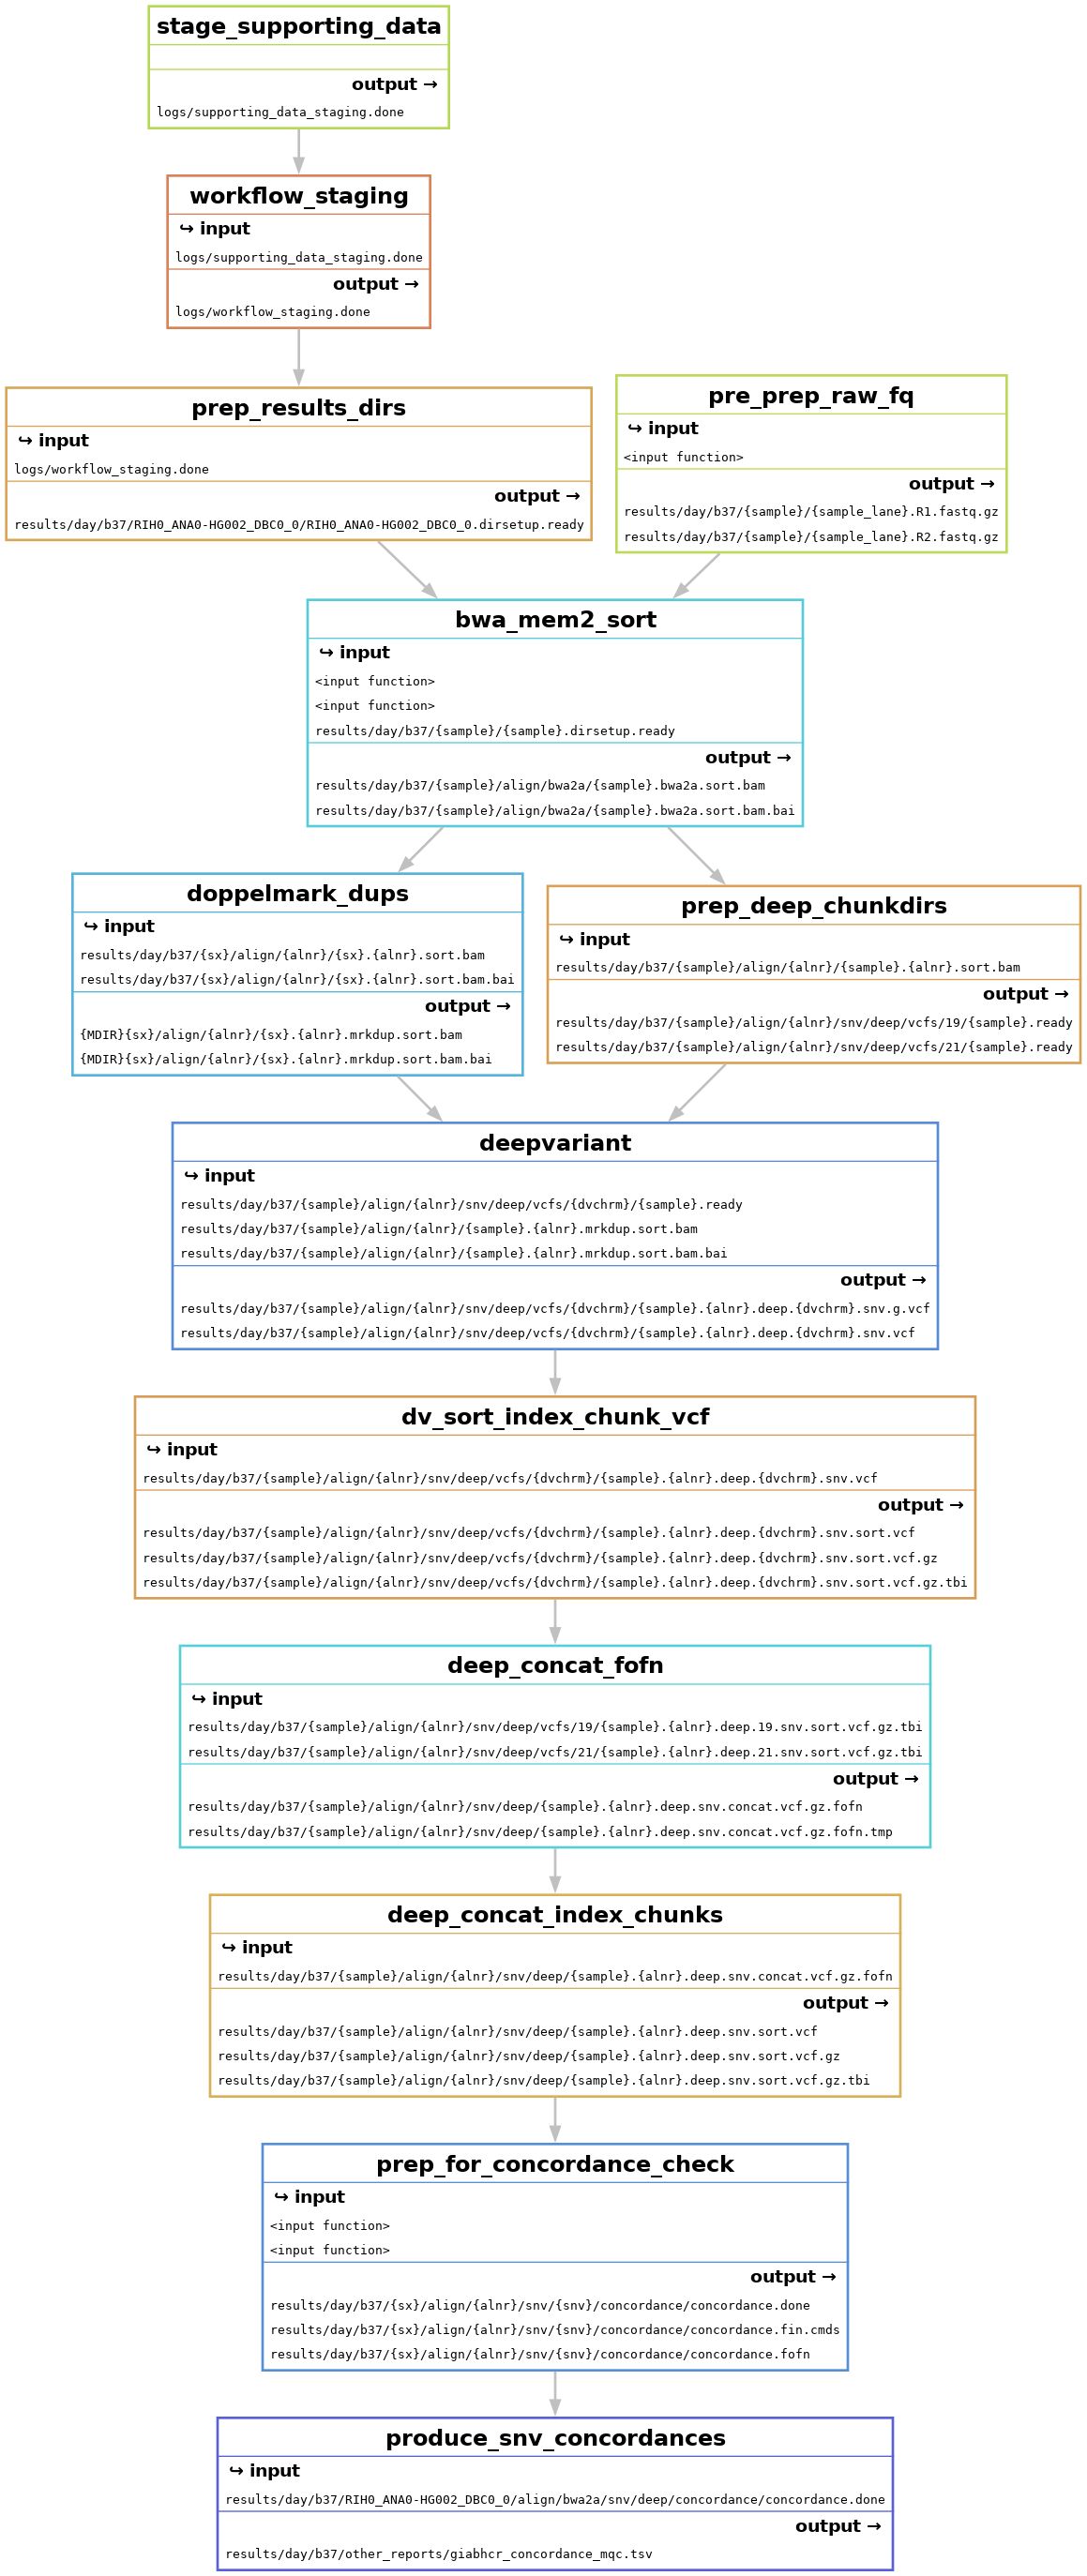 stage_supporting_data
output →
logs/supporting_data_staging.done
workflow_staging
↪ input
logs/supporting_data_staging.done
output →
logs/workflow_staging.done
prep_results_dirs
↪ input
logs/workflow_staging.done
output →
results/day/b37/RIH0_ANA0-HG002_DBC0_0/RIH0_ANA0-HG002_DBC0_0.dirsetup.ready
pre_prep_raw_fq
↪ input
<input function>
output →
results/day/b37/{sample}/{sample_lane}.R1.fastq.gz
results/day/b37/{sample}/{sample_lane}.R2.fastq.gz
bwa_mem2_sort
↪ input
<input function>
<input function>
results/day/b37/{sample}/{sample}.dirsetup.ready
output →
results/day/b37/{sample}/align/bwa2a/{sample}.bwa2a.sort.bam
results/day/b37/{sample}/align/bwa2a/{sample}.bwa2a.sort.bam.bai
doppelmark_dups
↪ input
results/day/b37/{sx}/align/{alnr}/{sx}.{alnr}.sort.bam
results/day/b37/{sx}/align/{alnr}/{sx}.{alnr}.sort.bam.bai
output →
{MDIR}{sx}/align/{alnr}/{sx}.{alnr}.mrkdup.sort.bam
{MDIR}{sx}/align/{alnr}/{sx}.{alnr}.mrkdup.sort.bam.bai
prep_deep_chunkdirs
↪ input
results/day/b37/{sample}/align/{alnr}/{sample}.{alnr}.sort.bam
output →
results/day/b37/{sample}/align/{alnr}/snv/deep/vcfs/19/{sample}.ready
results/day/b37/{sample}/align/{alnr}/snv/deep/vcfs/21/{sample}.ready
deepvariant
↪ input
results/day/b37/{sample}/align/{alnr}/snv/deep/vcfs/{dvchrm}/{sample}.ready
results/day/b37/{sample}/align/{alnr}/{sample}.{alnr}.mrkdup.sort.bam
results/day/b37/{sample}/align/{alnr}/{sample}.{alnr}.mrkdup.sort.bam.bai
output →
results/day/b37/{sample}/align/{alnr}/snv/deep/vcfs/{dvchrm}/{sample}.{alnr}.deep.{dvchrm}.snv.g.vcf
results/day/b37/{sample}/align/{alnr}/snv/deep/vcfs/{dvchrm}/{sample}.{alnr}.deep.{dvchrm}.snv.vcf
dv_sort_index_chunk_vcf
↪ input
results/day/b37/{sample}/align/{alnr}/snv/deep/vcfs/{dvchrm}/{sample}.{alnr}.deep.{dvchrm}.snv.vcf
output →
results/day/b37/{sample}/align/{alnr}/snv/deep/vcfs/{dvchrm}/{sample}.{alnr}.deep.{dvchrm}.snv.sort.vcf
results/day/b37/{sample}/align/{alnr}/snv/deep/vcfs/{dvchrm}/{sample}.{alnr}.deep.{dvchrm}.snv.sort.vcf.gz
results/day/b37/{sample}/align/{alnr}/snv/deep/vcfs/{dvchrm}/{sample}.{alnr}.deep.{dvchrm}.snv.sort.vcf.gz.tbi
deep_concat_fofn
↪ input
results/day/b37/{sample}/align/{alnr}/snv/deep/vcfs/19/{sample}.{alnr}.deep.19.snv.sort.vcf.gz.tbi
results/day/b37/{sample}/align/{alnr}/snv/deep/vcfs/21/{sample}.{alnr}.deep.21.snv.sort.vcf.gz.tbi
output →
results/day/b37/{sample}/align/{alnr}/snv/deep/{sample}.{alnr}.deep.snv.concat.vcf.gz.fofn
results/day/b37/{sample}/align/{alnr}/snv/deep/{sample}.{alnr}.deep.snv.concat.vcf.gz.fofn.tmp
deep_concat_index_chunks
↪ input
results/day/b37/{sample}/align/{alnr}/snv/deep/{sample}.{alnr}.deep.snv.concat.vcf.gz.fofn
output →
results/day/b37/{sample}/align/{alnr}/snv/deep/{sample}.{alnr}.deep.snv.sort.vcf
results/day/b37/{sample}/align/{alnr}/snv/deep/{sample}.{alnr}.deep.snv.sort.vcf.gz
results/day/b37/{sample}/align/{alnr}/snv/deep/{sample}.{alnr}.deep.snv.sort.vcf.gz.tbi
prep_for_concordance_check
↪ input
<input function>
<input function>
output →
results/day/b37/{sx}/align/{alnr}/snv/{snv}/concordance/concordance.done
results/day/b37/{sx}/align/{alnr}/snv/{snv}/concordance/concordance.fin.cmds
results/day/b37/{sx}/align/{alnr}/snv/{snv}/concordance/concordance.fofn
produce_snv_concordances
↪ input
results/day/b37/RIH0_ANA0-HG002_DBC0_0/align/bwa2a/snv/deep/concordance/concordance.done
output →
results/day/b37/other_reports/giabhcr_concordance_mqc.tsv